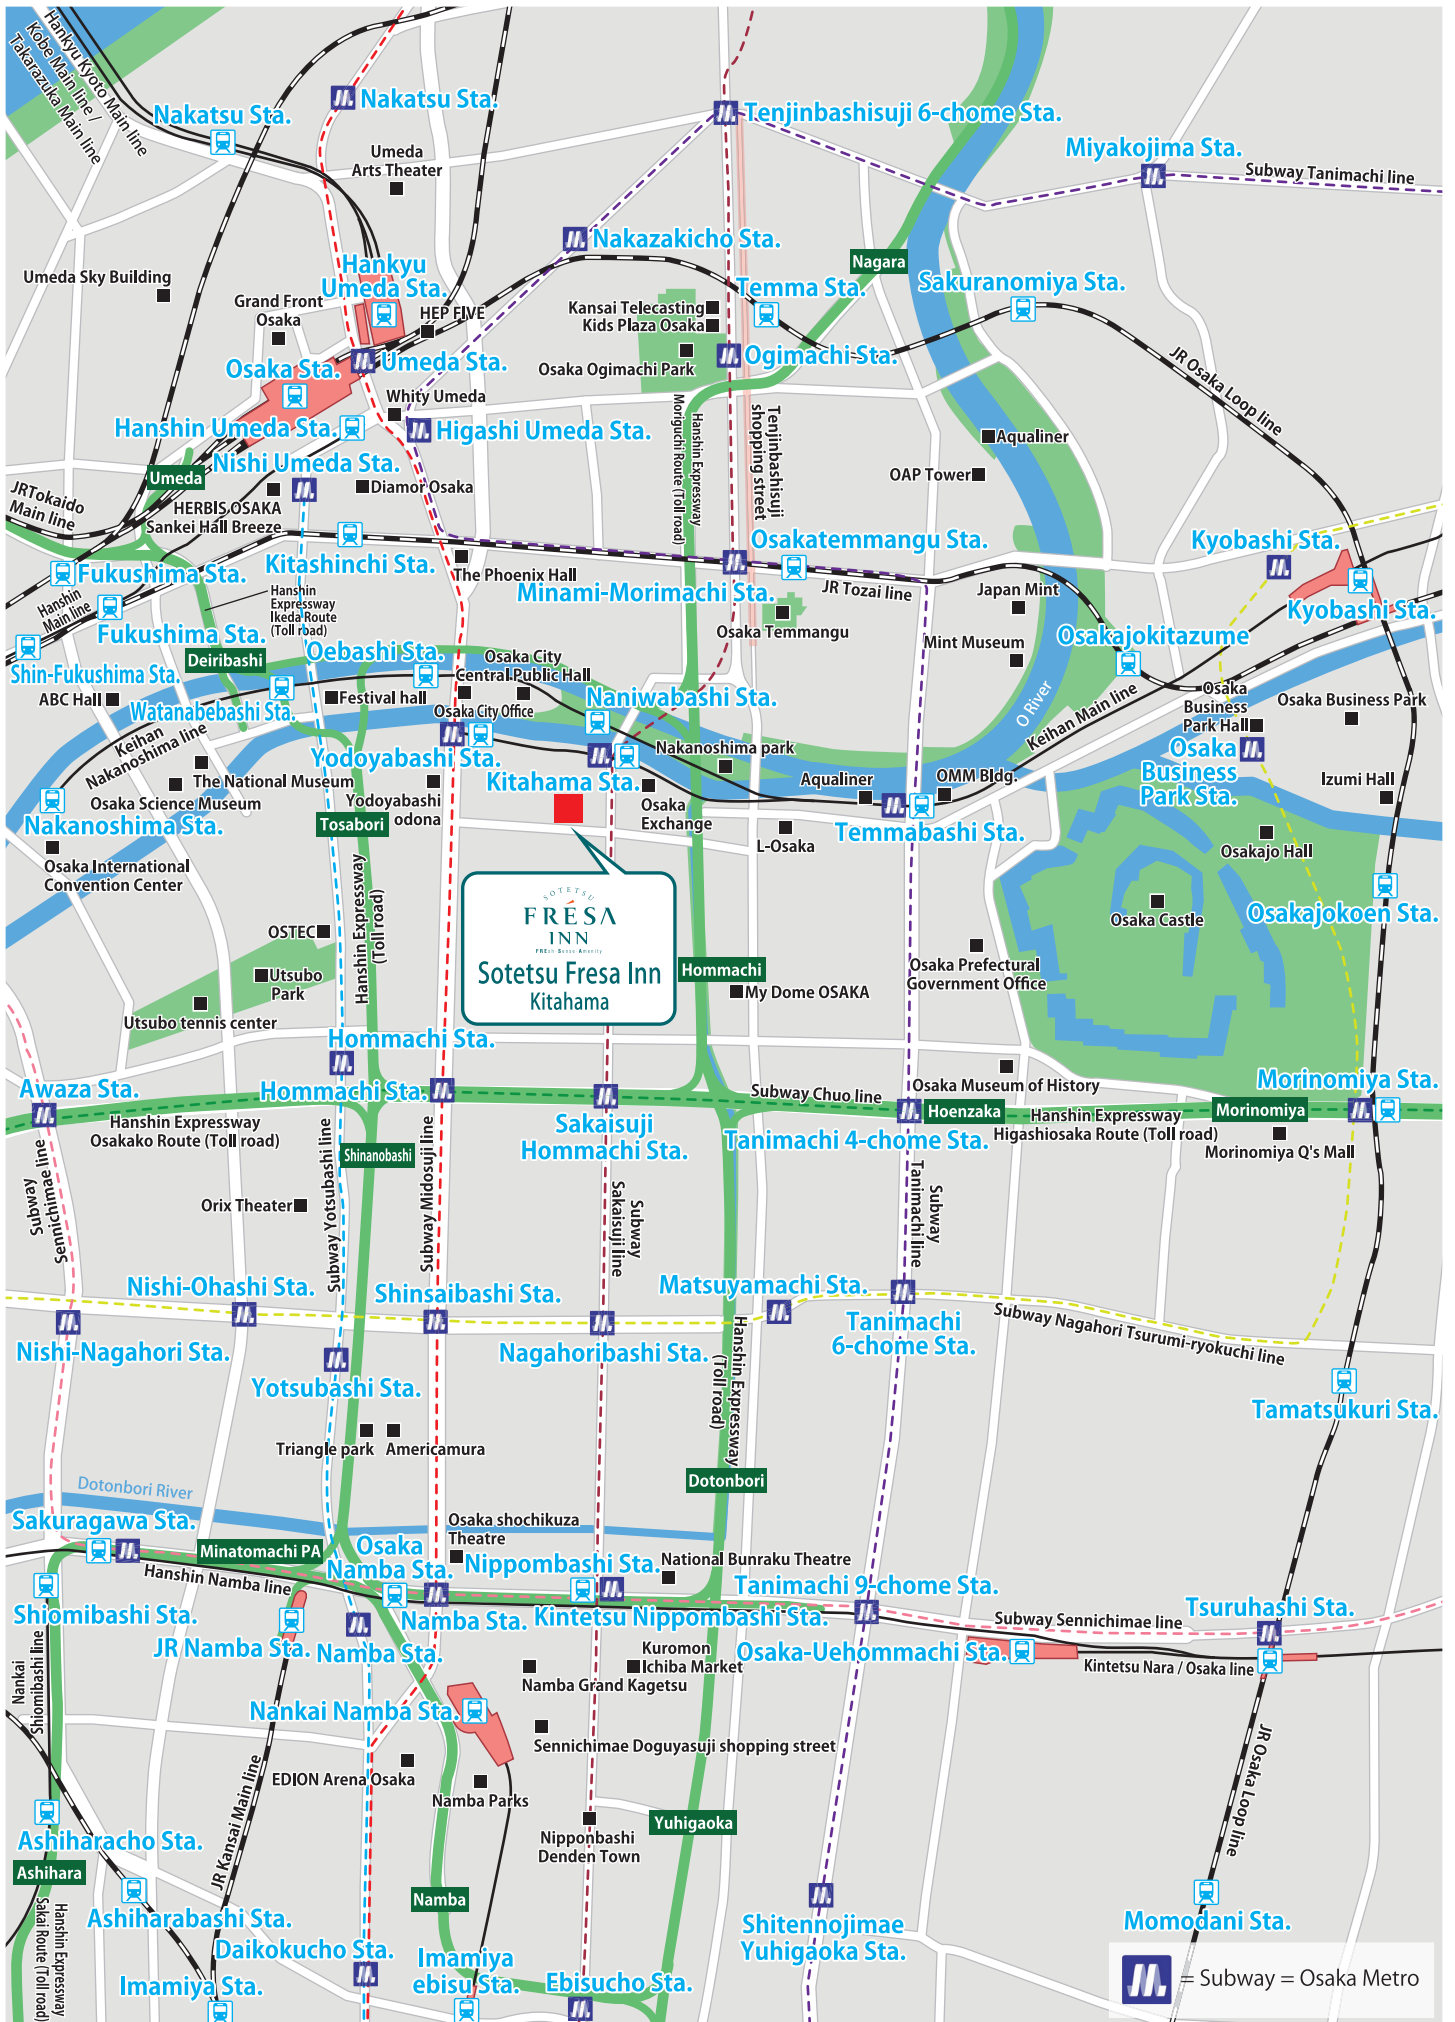 Hankyu Kyoto Main line
Kobe Main line /
Takarazuka Main line
Nakatsu Sta.
Nakatsu Sta.
Umeda
Arts Theater
Tenjinbashisuji 6-chome Sta.
Miyakojima Sta.
Subway Tanimachi line
Nakazakicho Sta.
Nagara
Umeda Sky Building
Hankyu
Umeda Sta.
Grand Front
Osaka
HEP FIVE
Kansai Telecasting
Kids Plaza Osaka
Temma Sta.
Sakuranomiya Sta.
Osaka Sta.
Umeda Sta.
Osaka Ogimachi Park
Ogimachi Sta.
JR Osaka Loop line
Whity Umeda
Hanshin Umeda Sta.
Higashi Umeda Sta.
Hanshin Expressway
Moriguchi Route (Toll road)
Tenjinbashisuji
shopping street
Aqualiner
OAP Tower
Nishi Umeda Sta.
Umeda
Diamor Osaka
JRTokaido
Main line
HERBIS OSAKA
Sankei Hall Breeze
Kitashinchi Sta.
The Phoenix Hall
Osakatemmangu Sta.
Kyobashi Sta.
Fukushima Sta.
Minami-Morimachi Sta.
JR Tozai line
Japan Mint
Kyobashi Sta.
Hanshin
Main line
Hanshin
Expressway
Ikeda Route
(Toll road)
Fukushima Sta.
Osaka Temmangu
Mint Museum
Osakajokitazume
Deiribashi
Oebashi Sta.
Osaka City
Central Public Hall
Shin-Fukushima Sta.
ABC Hall
Watanabebashi Sta.
Festival hall
Osaka City Office
Naniwabashi Sta.
O River
Keihan Main line
Osaka
Business
Park Hall
Osaka Business Park
Keihan
Nakanoshima line
Yodoyabashi Sta.
Kitahama Sta.
Nakanoshima park
Osaka
Business
Park Sta.
The National Museum
Osaka Science Museum
Yodoyabashi
odona
Osaka
Exchange
Aqualiner
OMM Bldg.
Izumi Hall
Nakanoshima Sta.
Tosabori
L-Osaka
Temmabashi Sta.
Osakajo Hall
Osaka International
Convention Center
Hanshin Expressway
(Toll road)
SOTETSU
FRESA
INN
FREsh Sense Amenity
Sotetsu Fresa Inn
Kitahama
Osaka Castle
Osakajokoen Sta.
OSTEC
Utsubo
Park
Hommachi
My Dome OSAKA
Osaka Prefectural
Government Office
Utsubo tennis center
Hommachi Sta.
Awaza Sta.
Hommachi Sta.
Subway Chuo line
Osaka Museum of History
Morinomiya Sta.
Hanshin Expressway
Osakako Route (Toll road)
Sakaisuji
Hommachi Sta.
Tanimachi 4-chome Sta.
Hoenzaka
Hanshin Expressway
Higashiosaka Route (Toll road)
Morinomiya
Morinomiya Q's Mall
Subway
Sennichimae line
Shinanobashi
Subway Yotsubashi line
Subway Midosuji line
Subway
Sakaisuji line
Subway
Tanimachi line
Orix Theater
Nishi-Ohashi Sta.
Shinsaibashi Sta.
Matsuyamachi Sta.
Nishi-Nagahori Sta.
Nagahoribashi Sta.
Tanimachi
6-chome Sta.
Subway Nagahori Tsurumi-ryokuchi line
Yotsubashi Sta.
Hanshin Expressway
(Toll road)
Tamatsukuri Sta.
Triangle park
Americamura
Dotonbori River
Dotonbori
Sakuragawa Sta.
Minatomachi PA
Osaka
Namba Sta.
Osaka shochikuza
Theatre
Nippombashi Sta.
National Bunraku Theatre
Hanshin Namba line
Tanimachi 9-chome Sta.
Shiomibashi Sta.
Namba Sta.
Kintetsu Nippombashi Sta.
Subway Sennichimae line
Tsuruhashi Sta.
JR Namba Sta.
Namba Sta.
Kuromon
Ichiba Market
Osaka-Uehommachi Sta.
Kintetsu Nara / Osaka line
Nankai
Shiomibashi line
Namba Grand Kagetsu
Nankai Namba Sta.
Sennichimae Doguyasuji shopping street
JR Osaka Loop line
EDION Arena Osaka
Namba Parks
JR Kansai Main line
Ashiharacho Sta.
Nipponbashi
Denden Town
Yuhigaoka
Ashihara
Hanshin Expressway
Sakai Route (Toll road)
Ashiharabashi Sta.
Namba
Shitennojimae
Yuhigaoka Sta.
Momodani Sta.
Daikokucho Sta.
Imamiya
ebisu Sta.
Ebisucho Sta.
Imamiya Sta.
= Subway = Osaka Metro